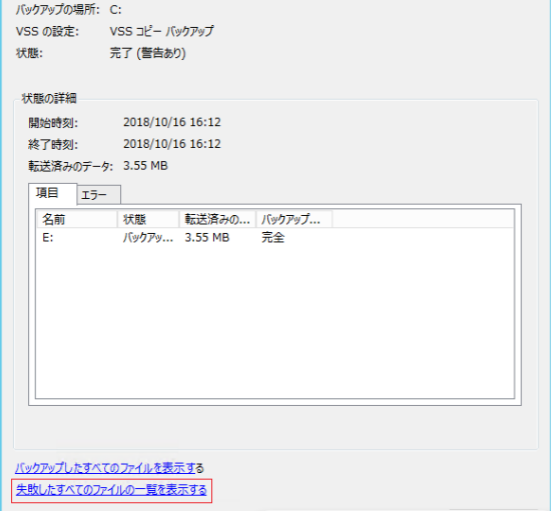 バックアップの場所: C:
VSS の設定: VSS コピー バックアップ
状態: 完了 (警告あり)
状態の詳細
開始時刻: 2018/10/16 16:12
終了時刻: 2018/10/16 16:12
転送済みのデータ: 3.55 MB
項目 エラー
名前 状態 転送済みの... バックアップ...
E: バックアッ... 3.55 MB 完全
バックアップしたすべてのファイルを表示する
失敗したすべてのファイルの一覧を表示する